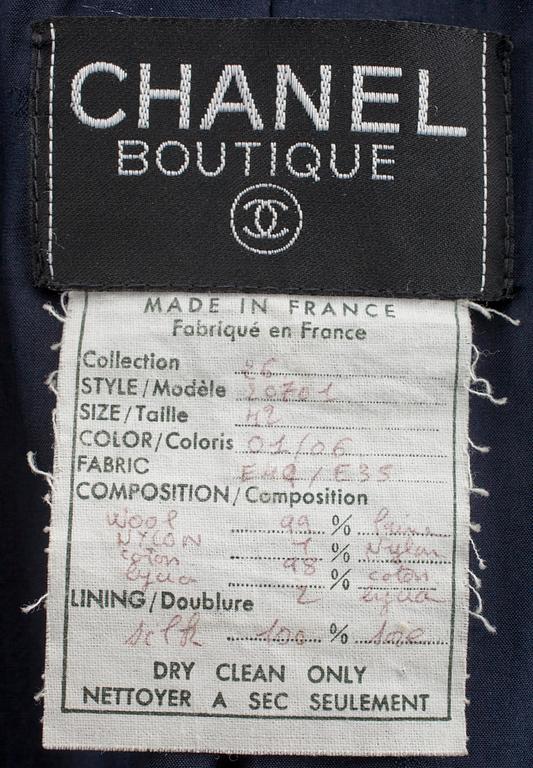 CHANEL
BOUTIQUE
MADE IN FRANCE
Fabriqué en France
Collection 26
STYLE/Modèle 20701
SIZE/Taille 42
COLOR/Coloris 01/06
FABRIC E42/E35
COMPOSITION/Composition
Wool 99 % laine
NYLON 1 % Nylon
coton 98 % coton
lycra 2 lycra
LINING/Doublure
Silk 100 % soie
DRY CLEAN ONLY
NETTOYER A SEC SEULEMENT